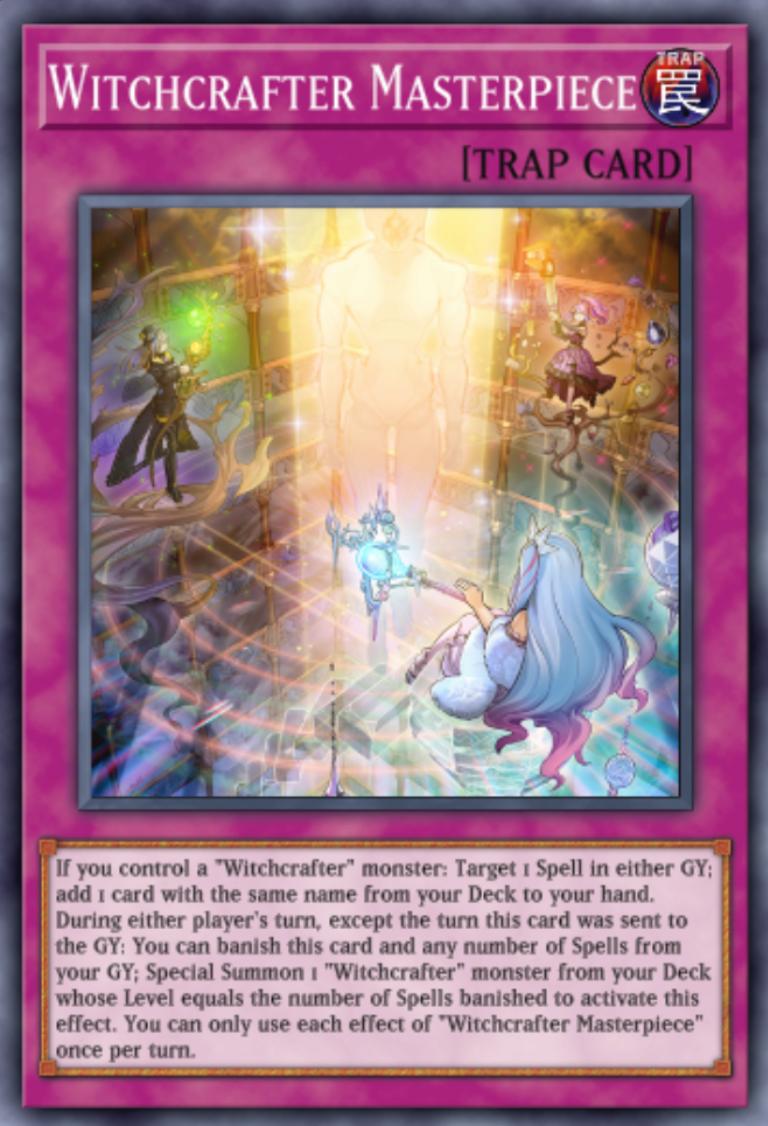 Witchcrafter Masterpiece
TRAP
罠
[TRAP CARD]
If you control a "Witchcrafter" monster: Target 1 Spell in either GY;
add 1 card with the same name from your Deck to your hand.
During either player's turn, except the turn this card was sent to
the GY: You can banish this card and any number of Spells from
your GY; Special Summon 1 "Witchcrafter" monster from your Deck
whose Level equals the number of Spells banished to activate this
effect. You can only use each effect of "Witchcrafter Masterpiece"
once per turn.